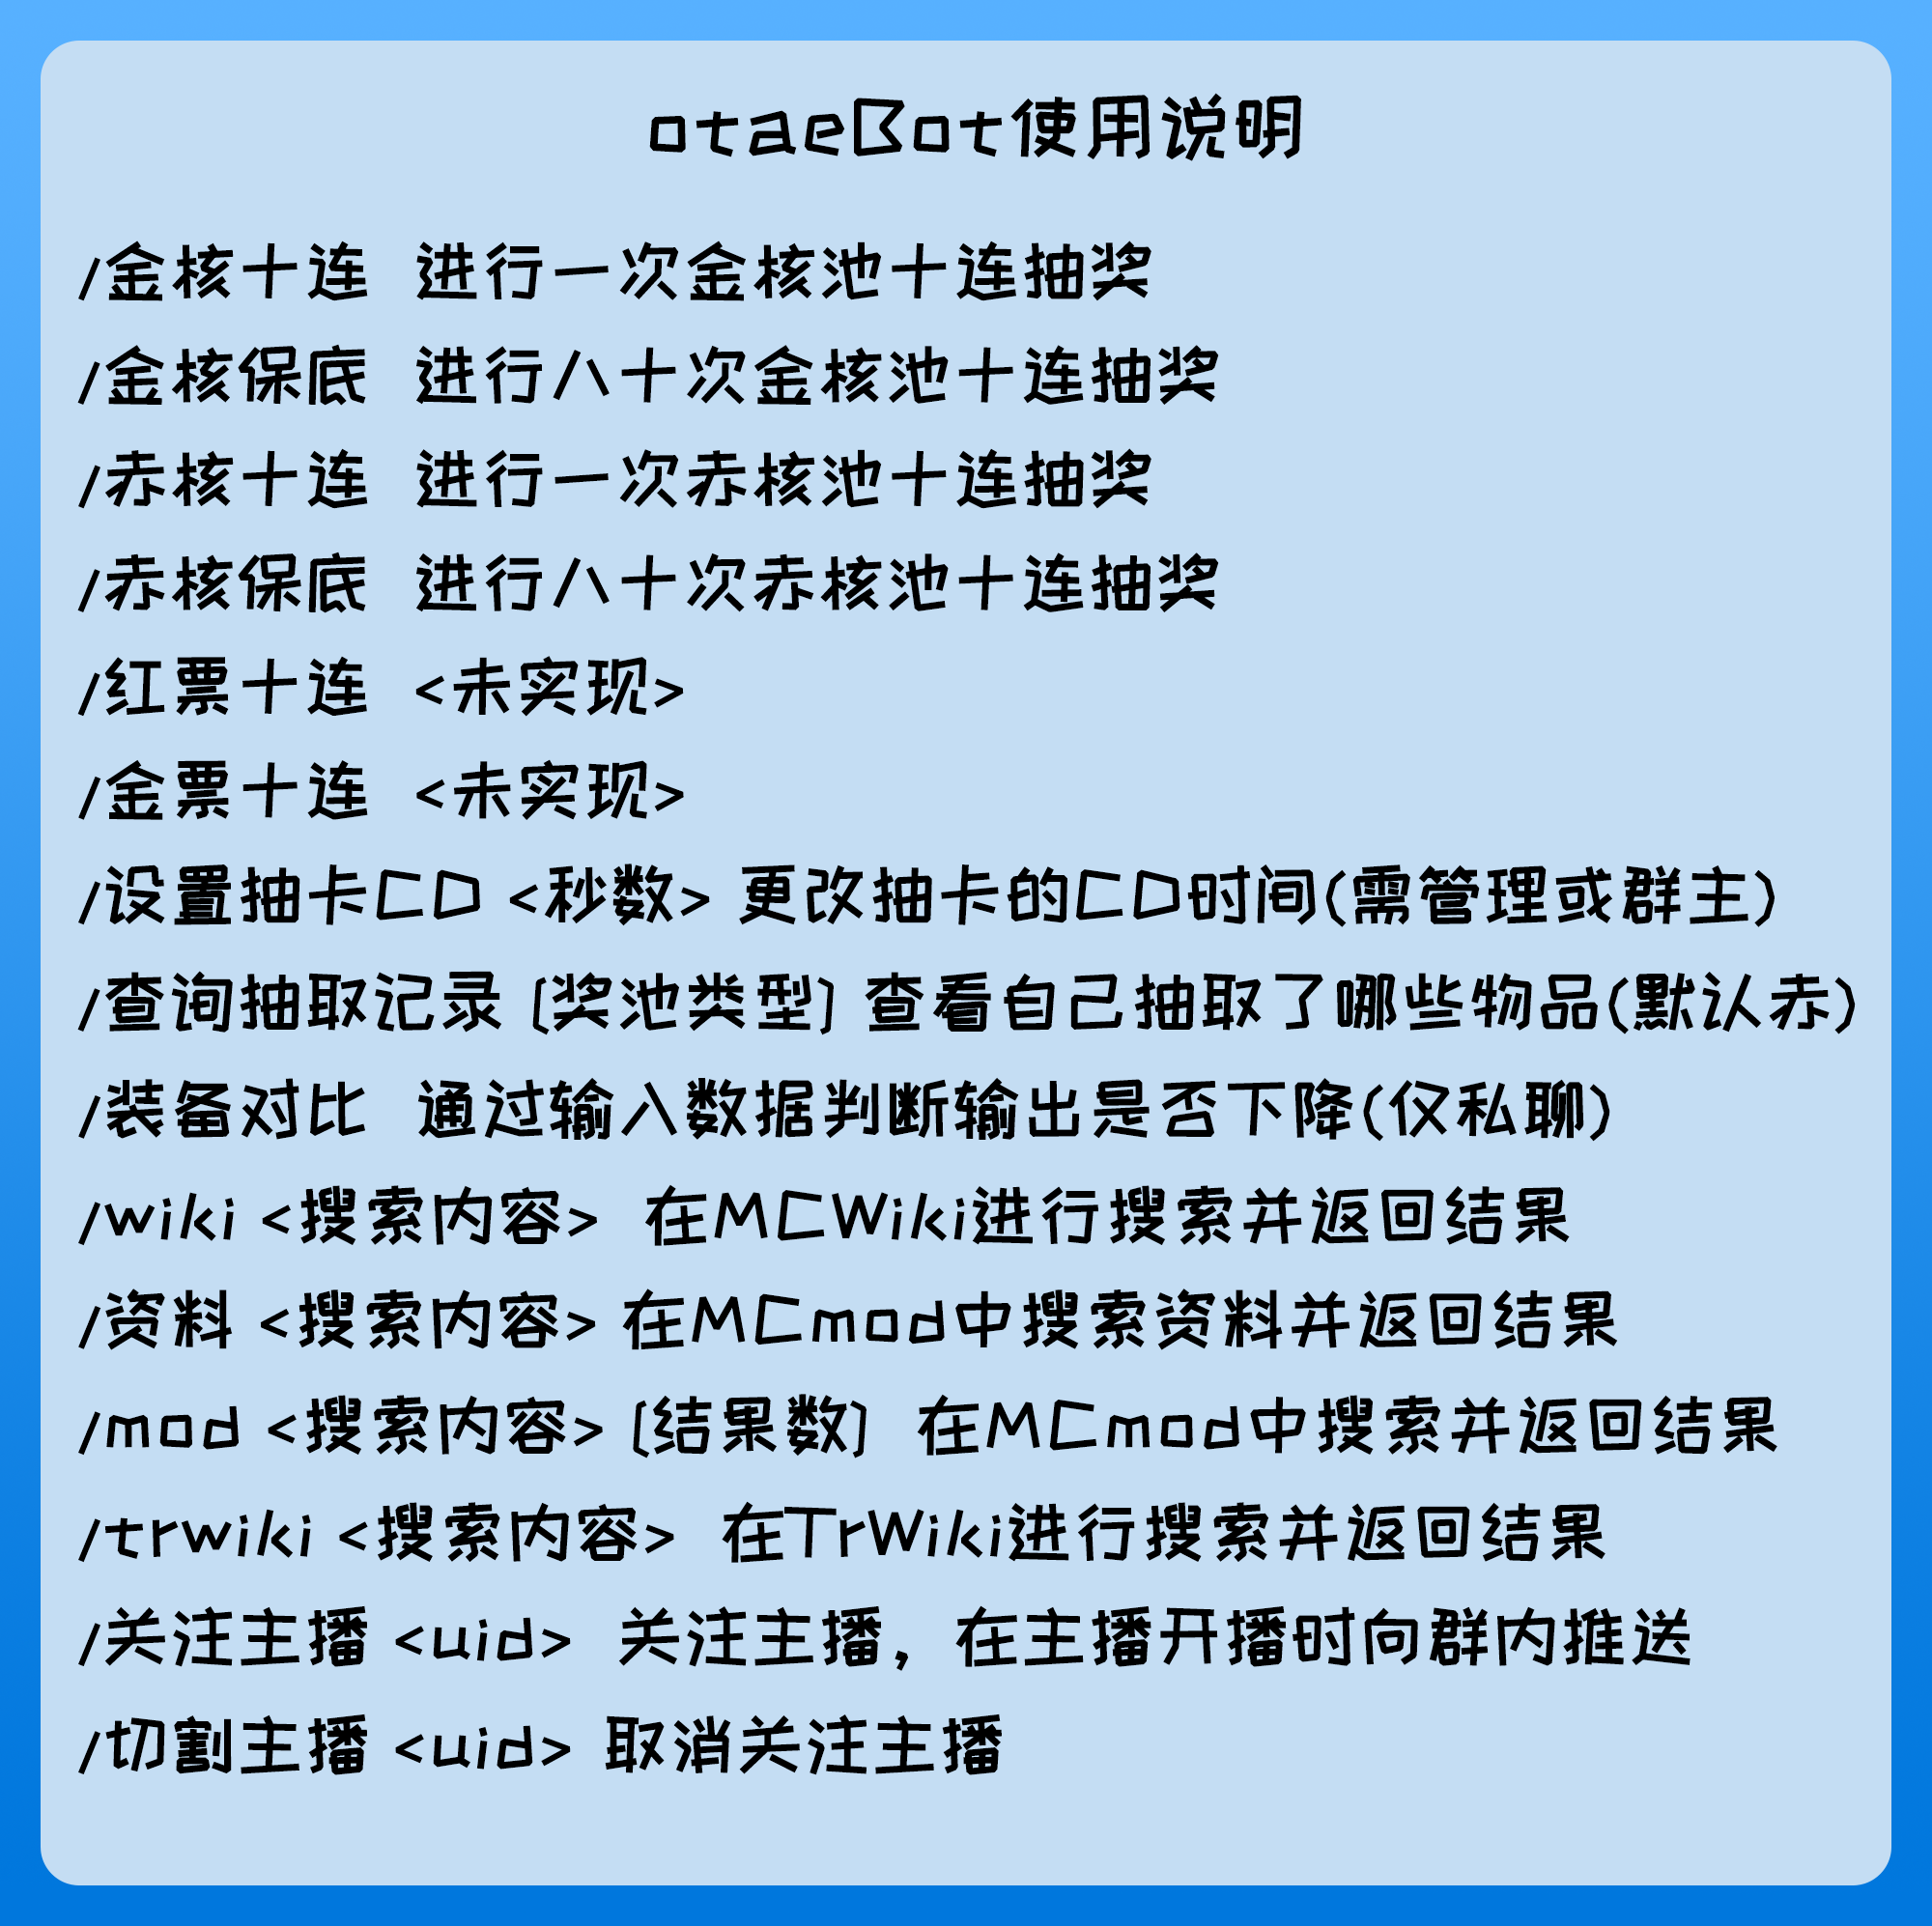 otaeBot使用说明
/金核十连 进行一次金核池十连抽奖
/金核保底 进行八十次金核池十连抽奖
/赤核十连 进行一次赤核池十连抽奖
/赤核保底 进行八十次赤核池十连抽奖
/红票十连 <未实现>
/金票十连 <未实现>
/设置抽卡CD <秒数> 更改抽卡的CD时间(需管理或群主)
/查询抽取记录 [奖池类型] 查看自己抽取了哪些物品(默认赤)
/装备对比 通过输入数据判断输出是否下降(仅私聊)
/wiki <搜索内容> 在MCWiki进行搜索并返回结果
/资料 <搜索内容> 在MCmod中搜索资料并返回结果
/mod <搜索内容> [结果数] 在MCmod中搜索并返回结果
/trwiki <搜索内容> 在TrWiki进行搜索并返回结果
/关注主播 <uid> 关注主播，在主播开播时向群内推送
/切割主播 <uid> 取消关注主播